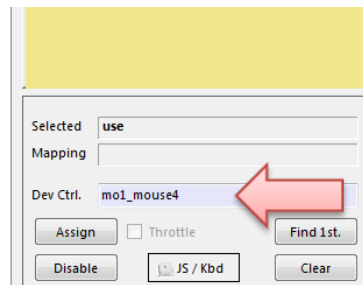 Selected use
Mapping
Dev Ctrl. mo1_mouse4
Assign Throttle Find 1st.
Disable JS / Kbd Clear